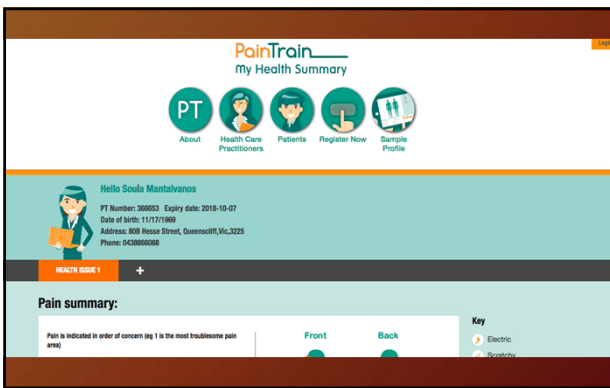 PainTrain
My Health Summary
PT
About
Health Care
Practitioners
Patients
Register Now
Sample
Profile
Hello Soula Mantalvanos
PT Number: 366653 Expiry date: 2018-10-07
Date of birth: 11/17/1969
Address: 80B Hesse Street, Queenscliff,Vic,3225
Phone: 0438866068
HEALTH ISSUE 1 +
Pain summary:
Pain is indicated in order of concern (eg 1 is the most troublesome pain
area)
Front Back
Key
Electric
Scratchy